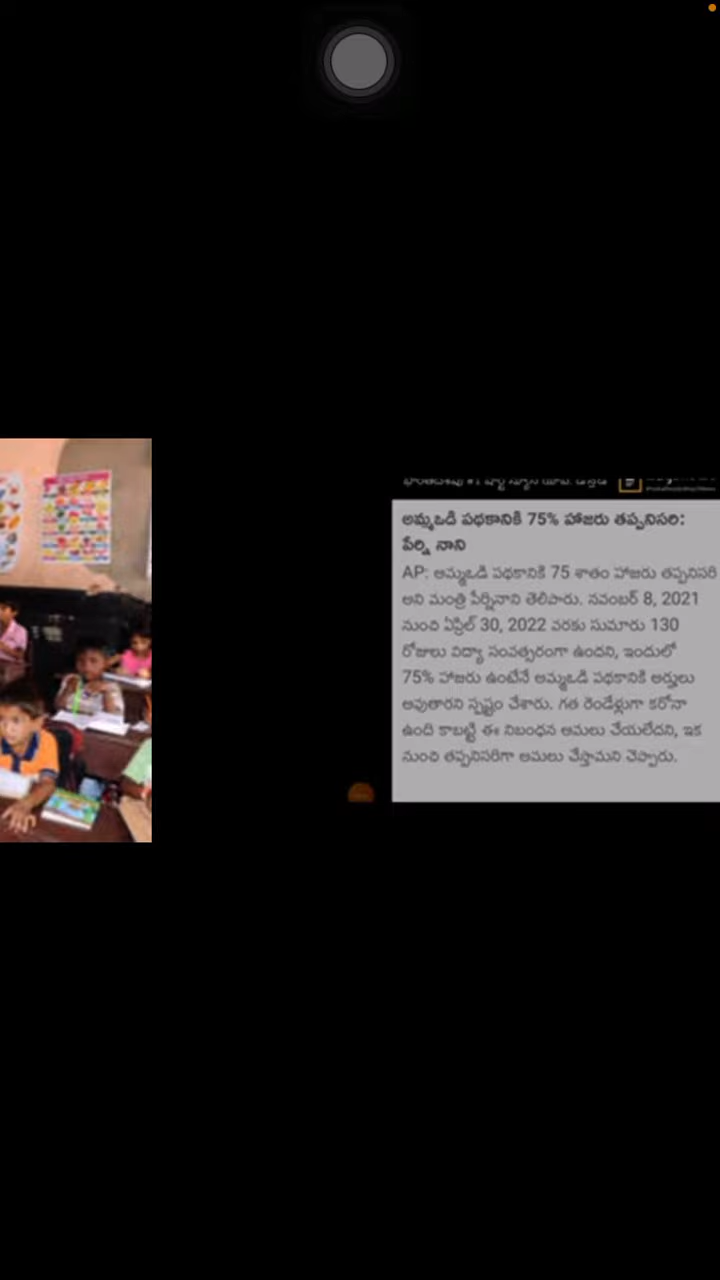 అమ్మఒడి పథకానికి 75% హాజరు తప్పనిసరి:
పేర్ని నాని
AP: అమ్మఒడి పథకానికి 75 శాతం హాజరు తప్పనిసరి
అని మంత్రి పేర్నినాని తెలిపారు. నవంబర్ 8, 2021
నుంచి ఏప్రిల్ 30, 2022 వరకు సుమారు 130
రోజులు విద్యా సంవత్సరంగా ఉందని, ఇందులో
75% హాజరు ఉంటేనే అమ్మఒడి పథకానికి అర్హులు
అవుతారని స్పష్టం చేశారు. గత రెండేళ్లుగా కరోనా
ఉంది కాబట్టి ఈ నిబంధన అమలు చేయలేదని, ఇక
నుంచి తప్పనిసరిగా అమలు చేస్తామని చెప్పారు.